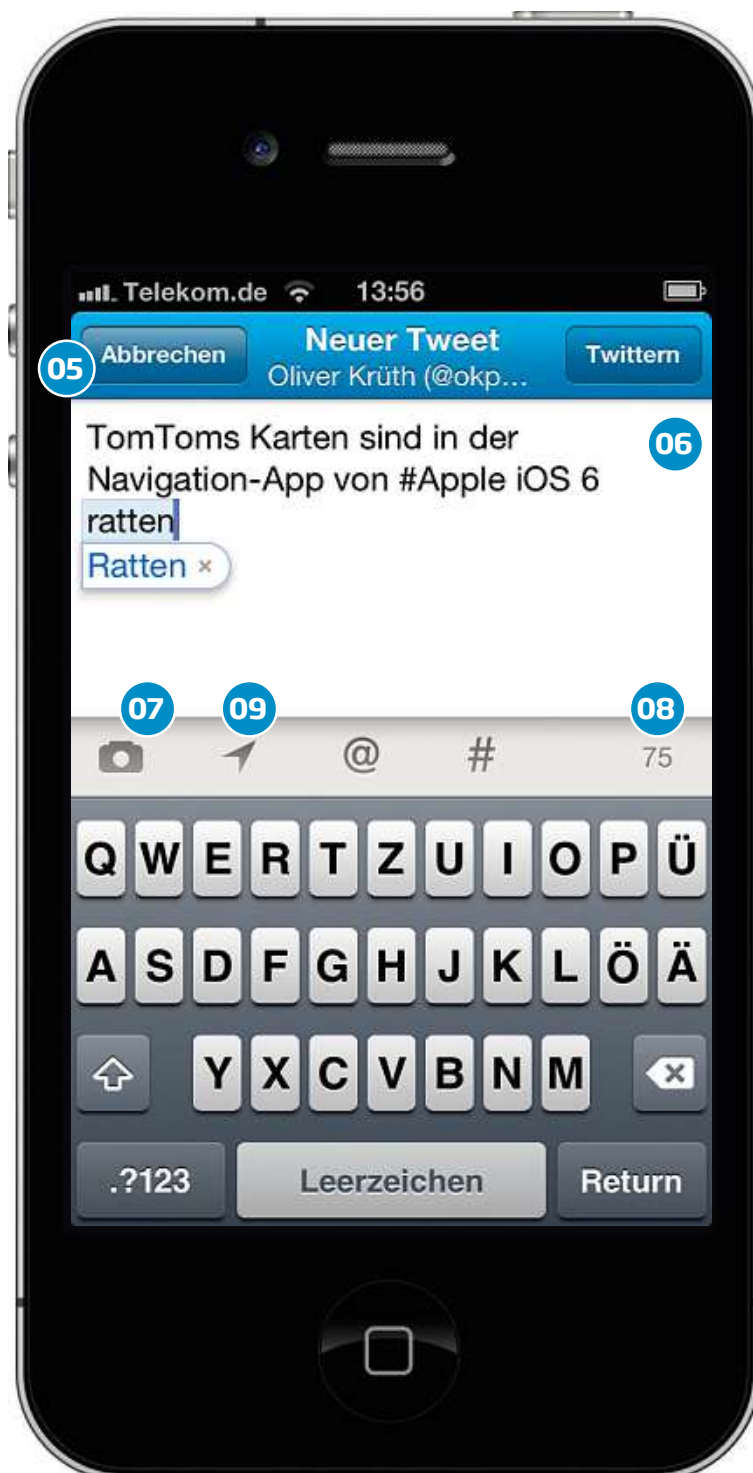 Telekom.de 13:56
05 Abbrechen Neuer Tweet Twittern
Oliver Krüth (@okp...
TomToms Karten sind in der 06
Navigation-App von #Apple iOS 6
ratten
Ratten ×
07 09 08
@ # 75
Q W E R T Z U I O P Ü
A S D F G H J K L Ö Ä
Y X C V B N M
.?123 Leerzeichen Return